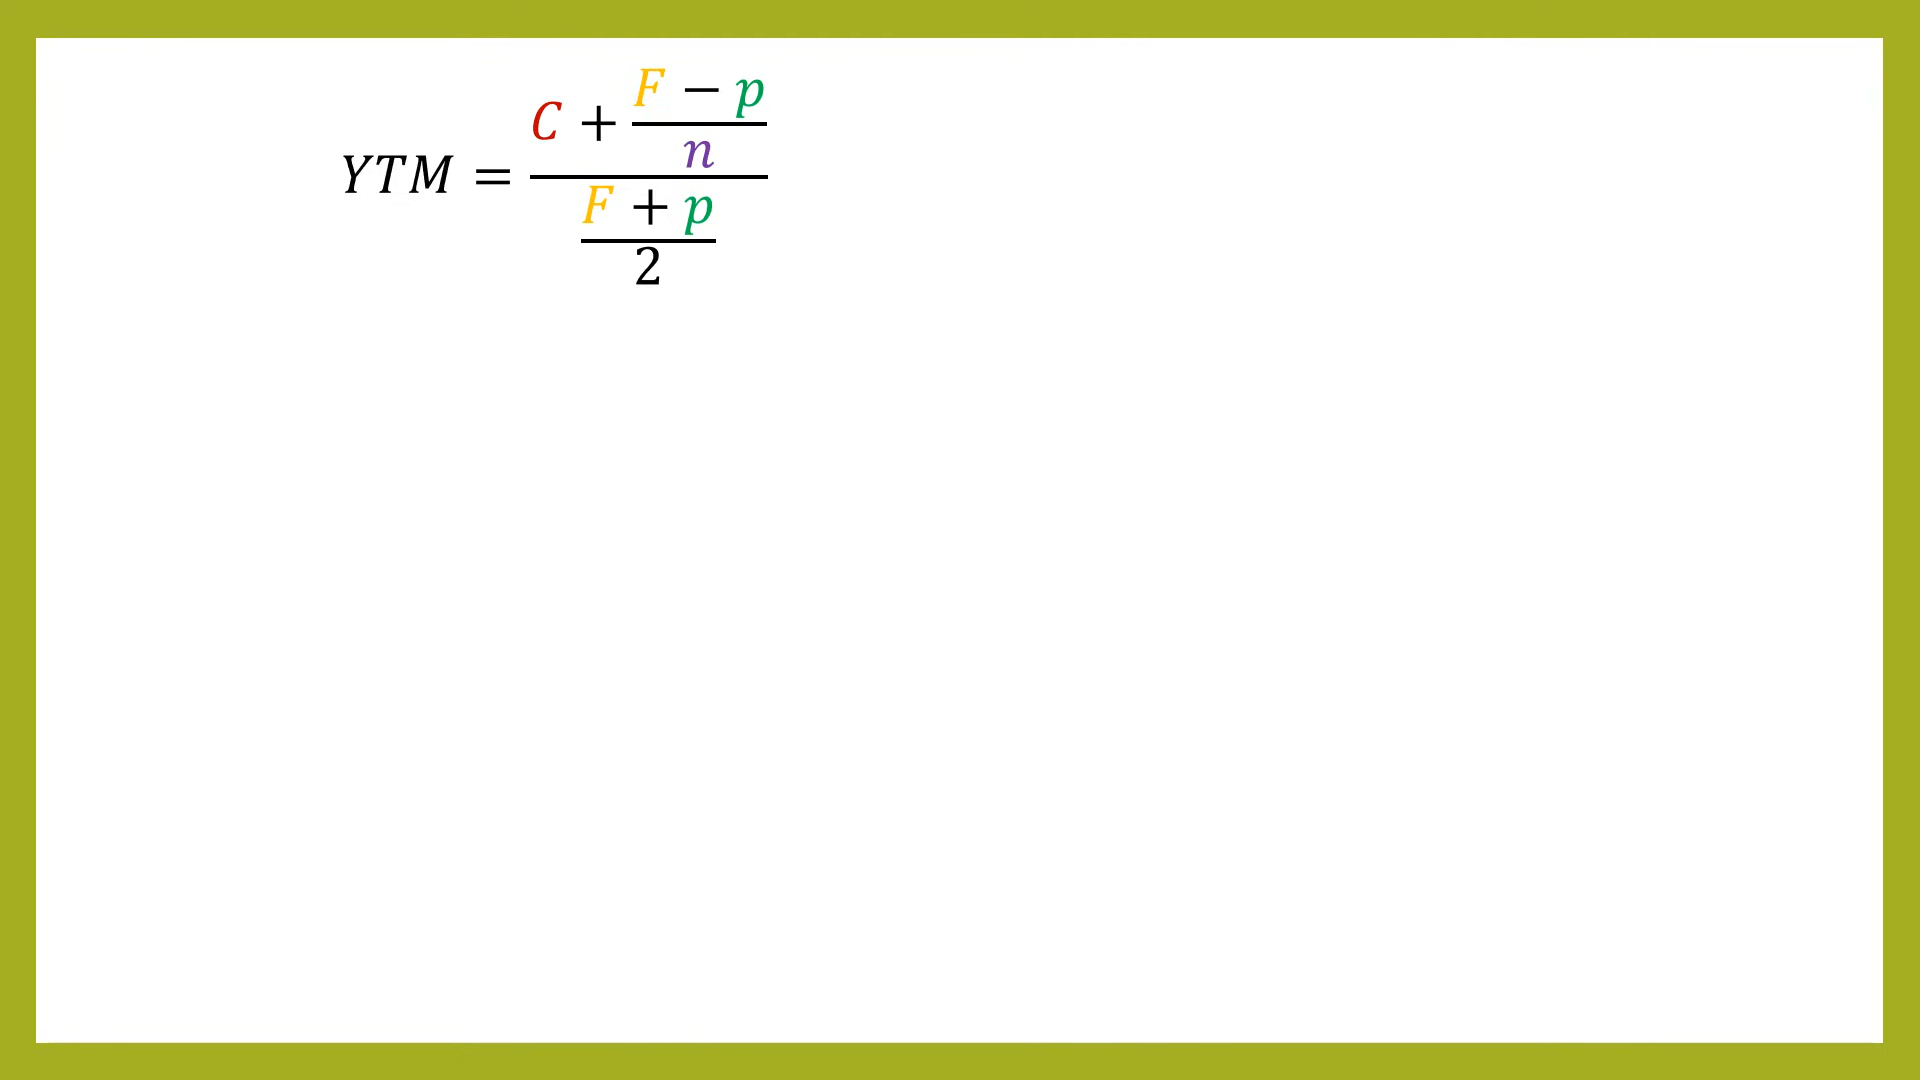 YTM = (C + (F − p)/n) / ((F + p)/2)